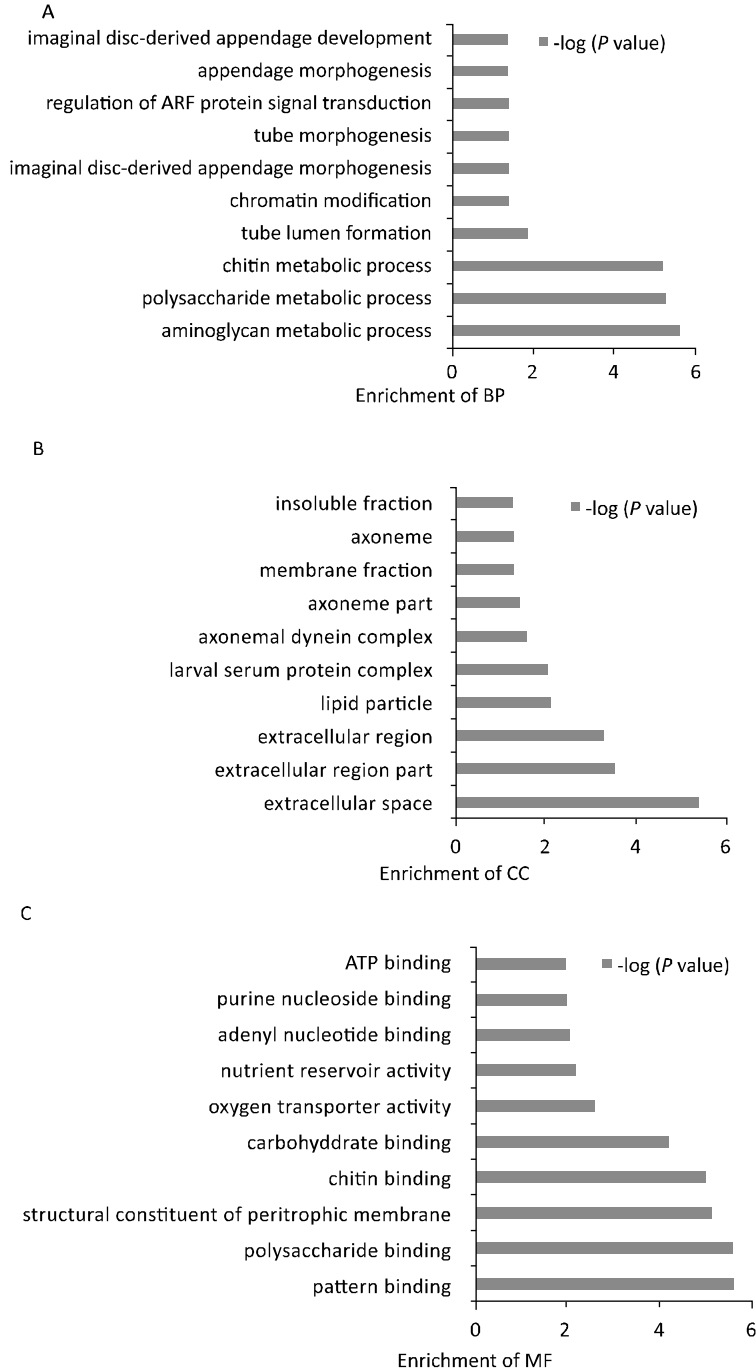 A
imaginal disc-derived appendage development
-log (P value)
appendage morphogenesis
regulation of ARF protein signal transduction
tube morphogenesis
imaginal disc-derived appendage morphogenesis
chromatin modification
tube lumen formation
chitin metabolic process
polysaccharide metabolic process
aminoglycan metabolic process
0 2 4 6
Enrichment of BP
B
insoluble fraction
-log (P value)
axoneme
membrane fraction
axoneme part
axonemal dynein complex
larval serum protein complex
lipid particle
extracellular region
extracellular region part
extracellular space
0 2 4 6
Enrichment of CC
C
ATP binding
-log (P value)
purine nucleoside binding
adenyl nucleotide binding
nutrient reservoir activity
oxygen transporter activity
carbohyddrate binding
chitin binding
structural constituent of peritrophic membrane
polysaccharide binding
pattern binding
0 2 4 6
Enrichment of MF